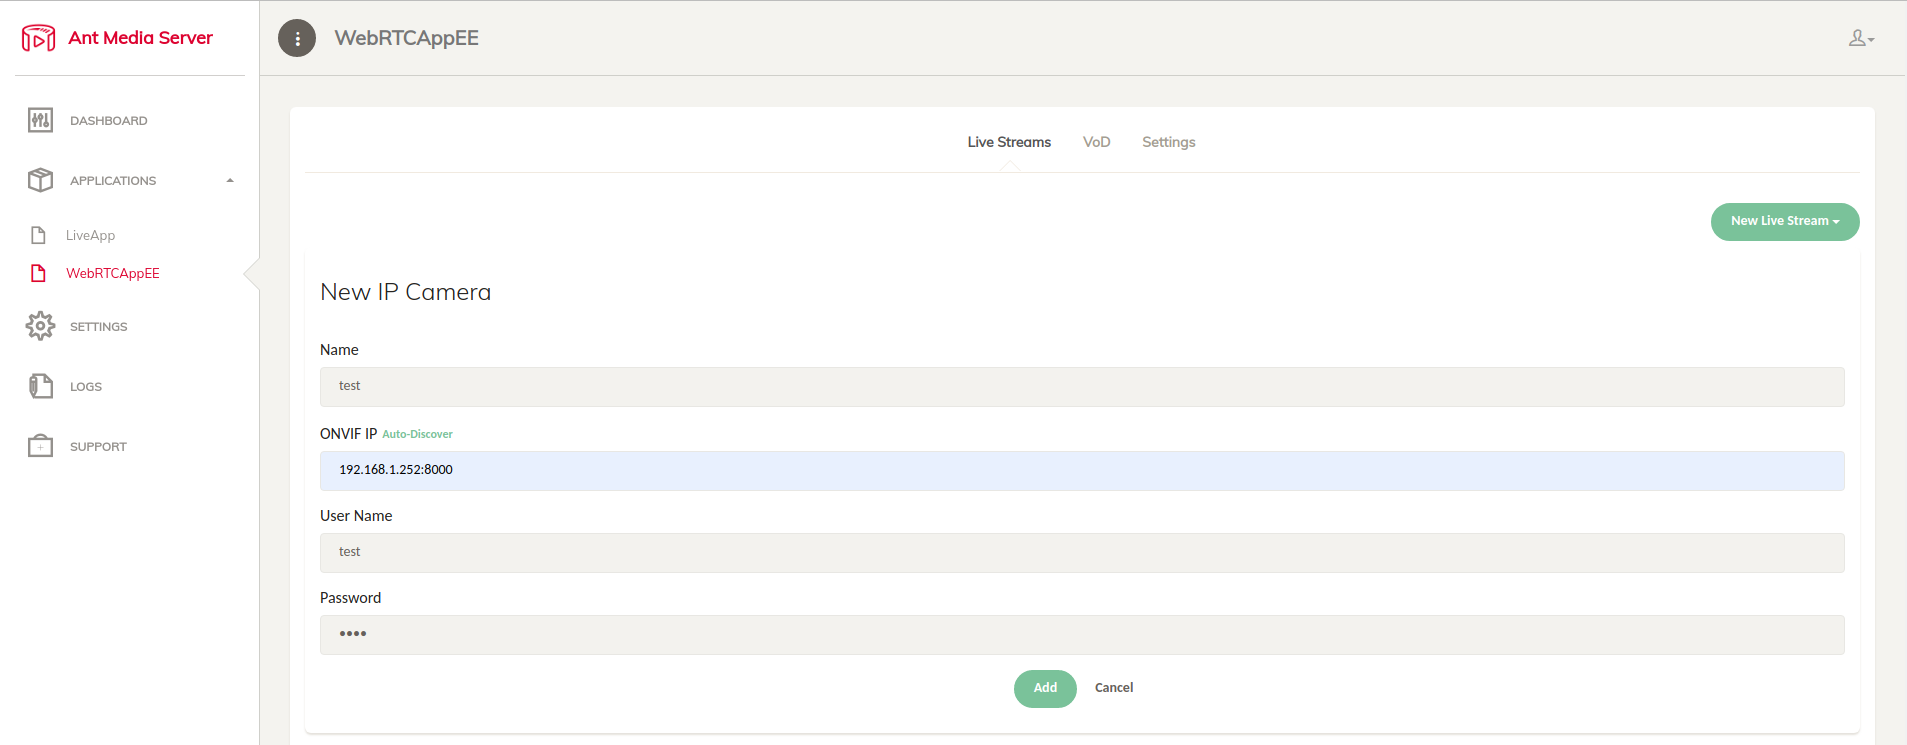 Ant Media Server
WebRTCAppEE
DASHBOARD
APPLICATIONS
LiveApp
WebRTCAppEE
SETTINGS
LOGS
SUPPORT
Live Streams VoD Settings
New Live Stream
New IP Camera
Name
test
ONVIF IP Auto-Discover
192.168.1.252:8000
User Name
test
Password
••••
Add Cancel